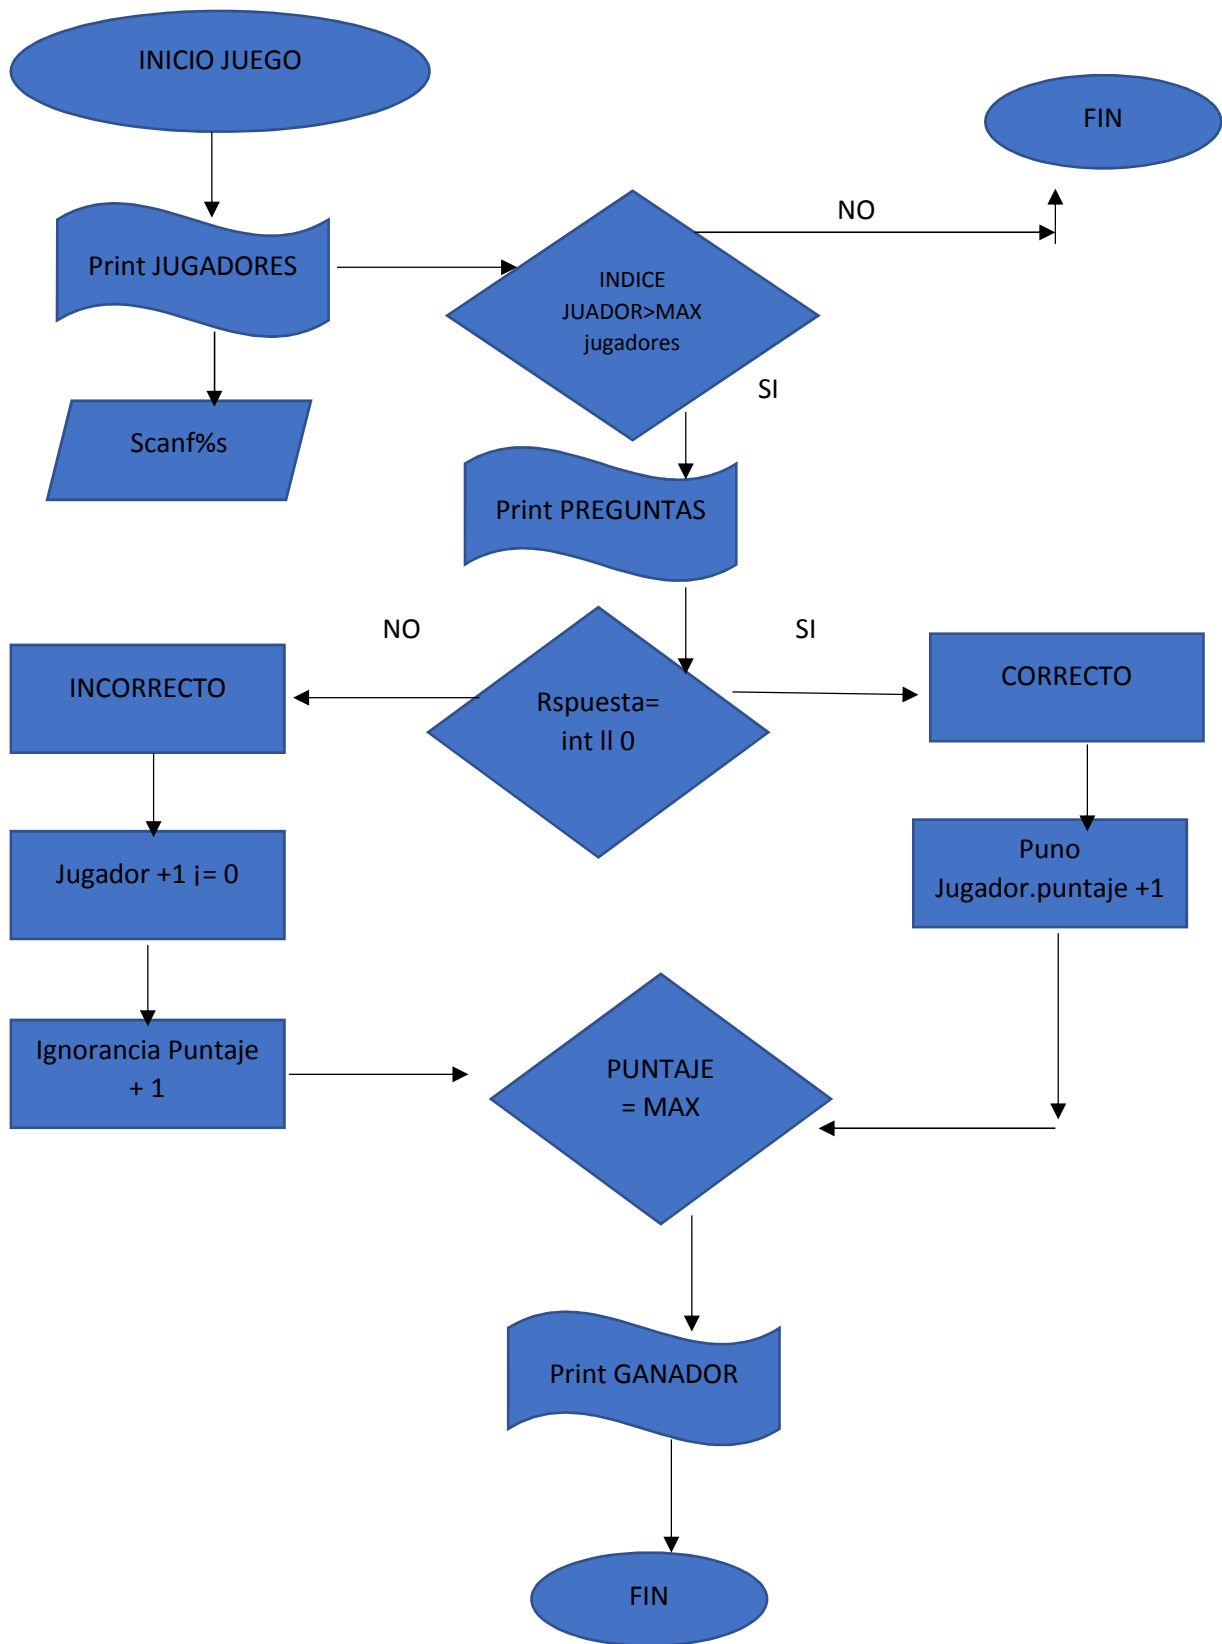 INICIO JUEGO
FIN
NO
Print JUGADORES
INDICE
JUADOR>MAX
jugadores
SI
Scanf%s
Print PREGUNTAS
NO
SI
INCORRECTO
CORRECTO
Rspuesta=
int ll 0
Jugador +1 ¡= 0
Puno
Jugador.puntaje +1
Ignorancia Puntaje
+ 1
PUNTAJE
= MAX
Print GANADOR
FIN